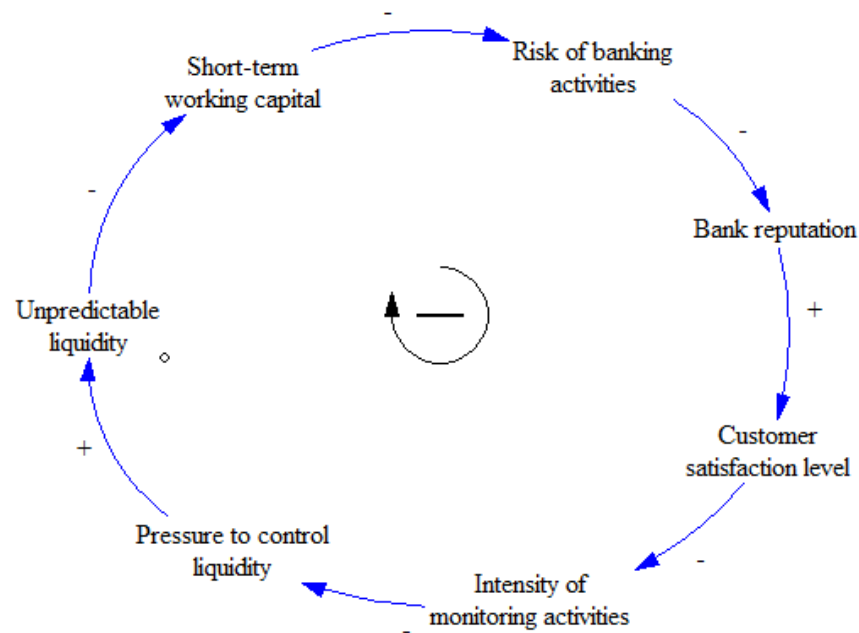 -
Short-term
working capital
Risk of banking
activities
-
-
Bank reputation
Unpredictable
liquidity
+
+
Customer
satisfaction level
Pressure to control
liquidity
-
Intensity of
monitoring activities
-